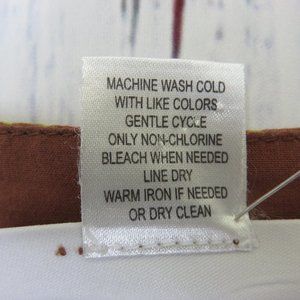 MACHINE WASH COLD
WITH LIKE COLORS
GENTLE CYCLE
ONLY NON-CHLORINE
BLEACH WHEN NEEDED
LINE DRY
WARM IRON IF NEEDED
OR DRY CLEAN